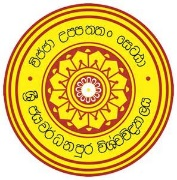 විජ්ජා උප්පතතං සෙට්ඨා
ශ්‍රී ජයවර්ධනපුර විශ්වවිද්‍යාලය